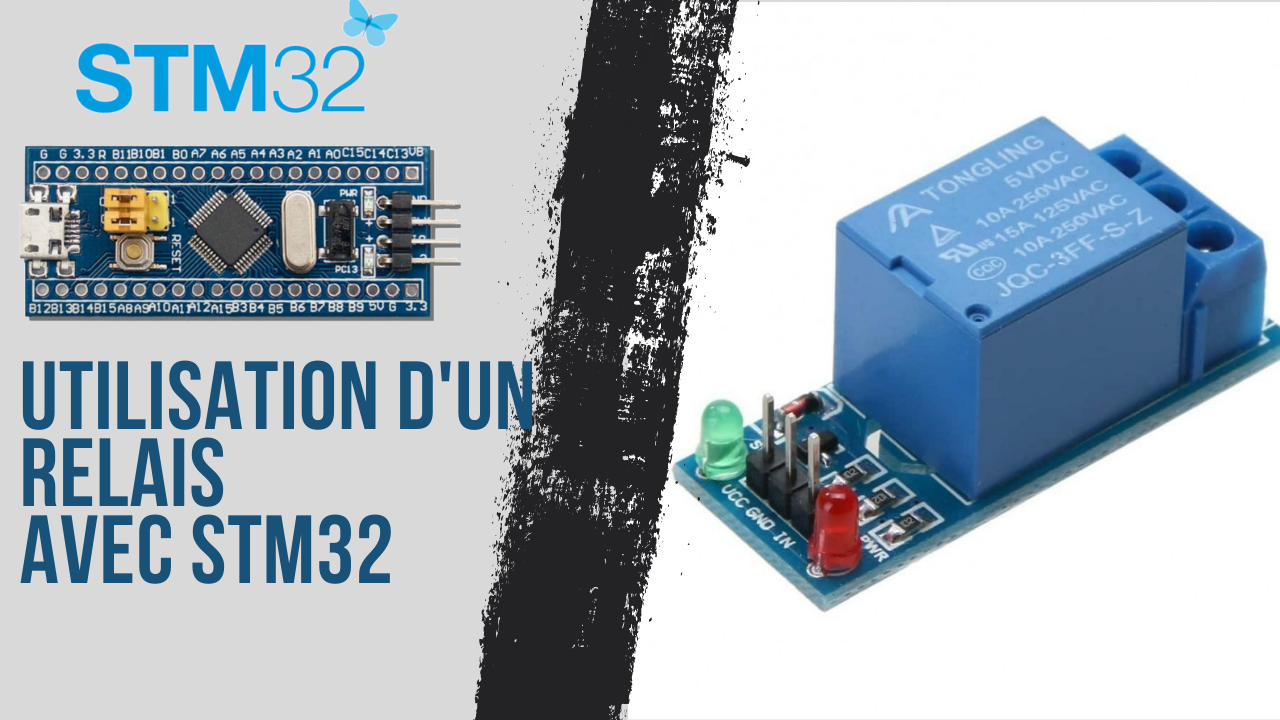 STM32
G G 3.3 R B11 B10 B1 B0 A7 A6 A5 A4 A3 A2 A1 A0 C15 C14 C13 VB
PWR
RESET
PC13
B12 B13 B14 B15 A8 A9 A10 A11 A12 A15 B3 B4 B5 B6 B7 B8 B9 5V G 3.3
UTILISATION D'UN
RELAIS
AVEC STM32
TONGLING
5VDC
10A 250VAC
us 15A 125VAC
10A 250VAC
CQC
JQC-3FF-S-Z
VCC GND IN
PWR